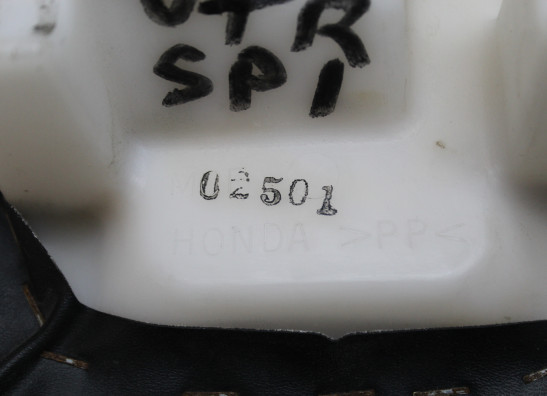 VTR
SP1
02501
HONDA >PP<